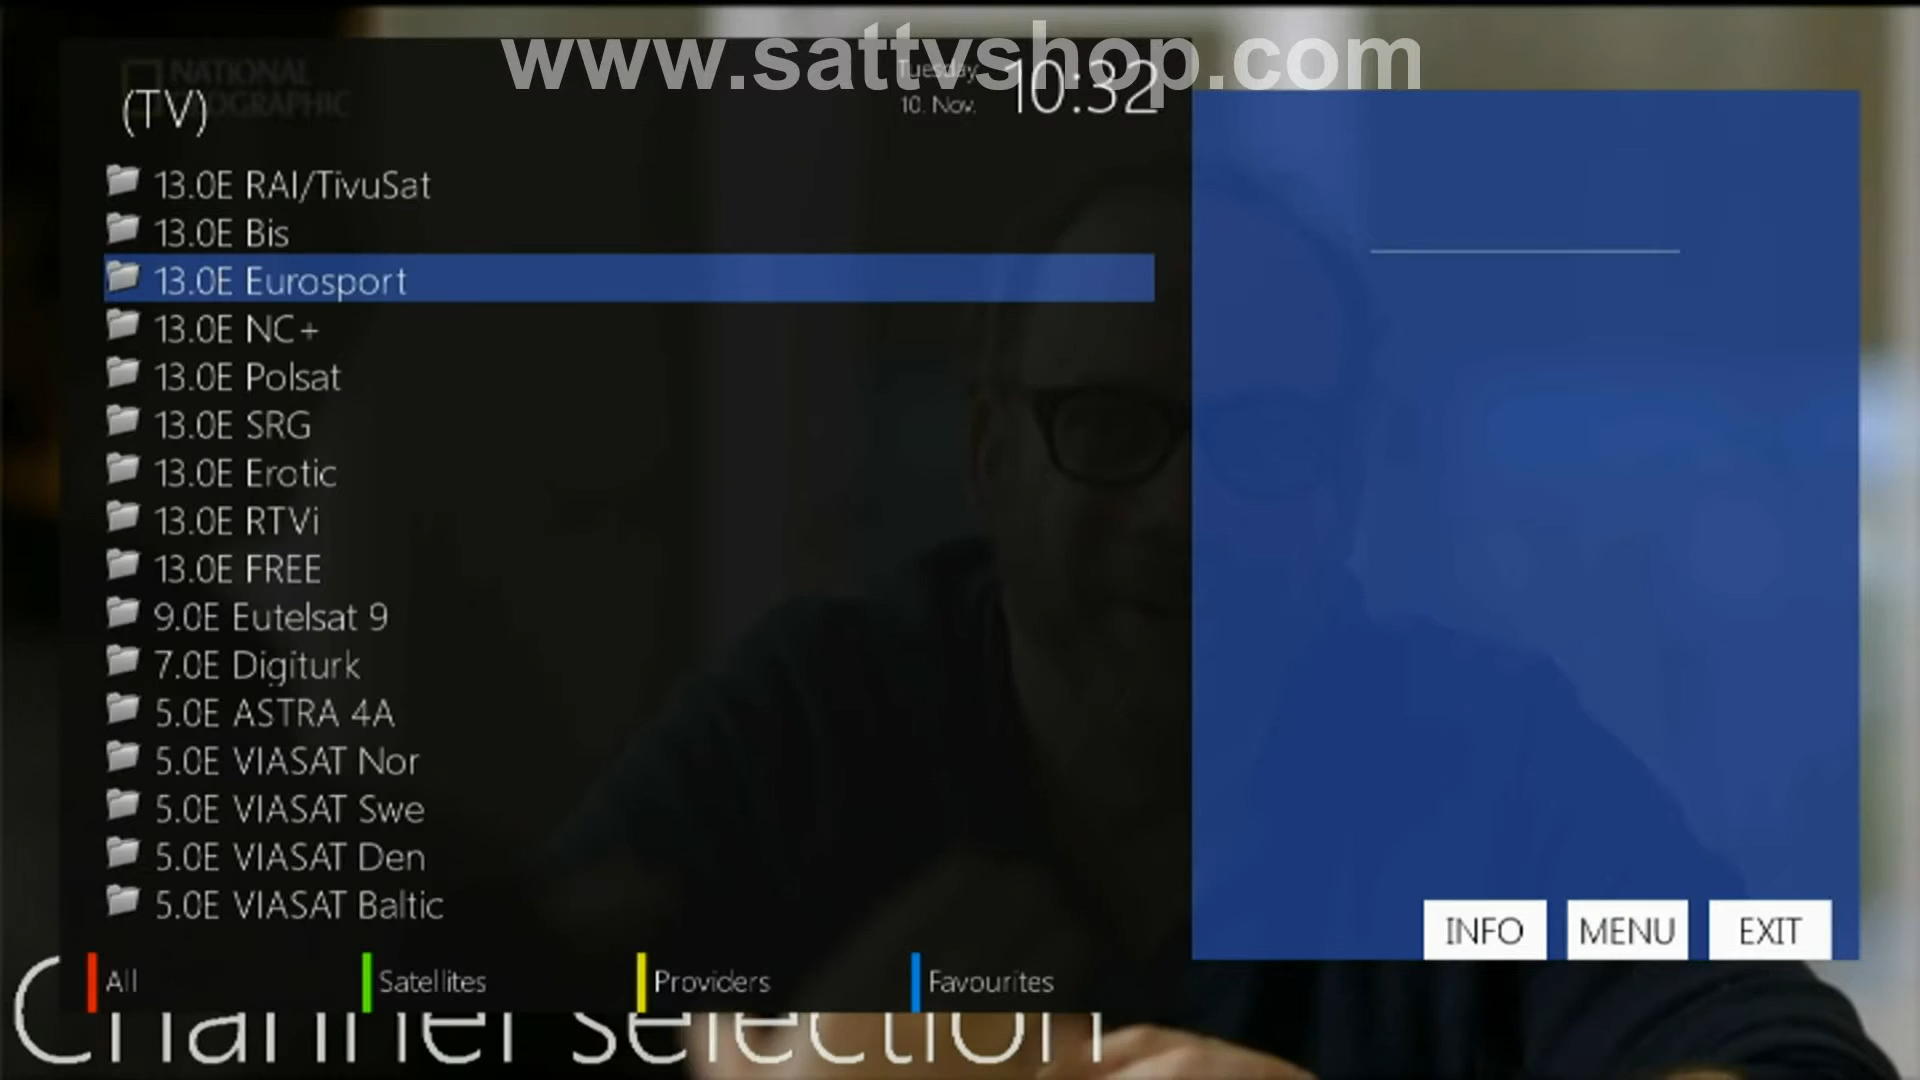 www.sattvshop.com
NATIONAL
GEOGRAPHIC
(TV)
Tuesday
10. Nov.
10:32
13.0E RAI/TivuSat
13.0E Bis
13.0E Eurosport
13.0E NC+
13.0E Polsat
13.0E SRG
13.0E Erotic
13.0E RTVi
13.0E FREE
9.0E Eutelsat 9
7.0E Digiturk
5.0E ASTRA 4A
5.0E VIASAT Nor
5.0E VIASAT Swe
5.0E VIASAT Den
5.0E VIASAT Baltic
INFO MENU EXIT
All Satellites Providers Favourites
Channel selection